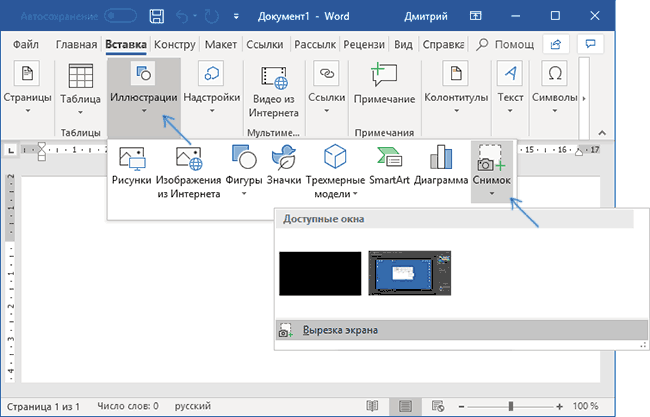 Автосохранение
Документ1 - Word
Дмитрий
Файл Главная Вставка Констру Макет Ссылки Рассылк Рецензи Вид Справка Помощ
Страницы
Таблица
Иллюстрации
Надстройки
Видео из
Интернета
Ссылки
Примечание
Колонтитулы
Текст
Символы
Таблицы
Мультиме...
Примечания
Рисунки
Изображения
из Интернета
Фигуры
Значки
Трехмерные
модели
SmartArt
Диаграмма
Снимок
Доступные окна
Вырезка экрана
Страница 1 из 1 Число слов: 0 русский 100 %